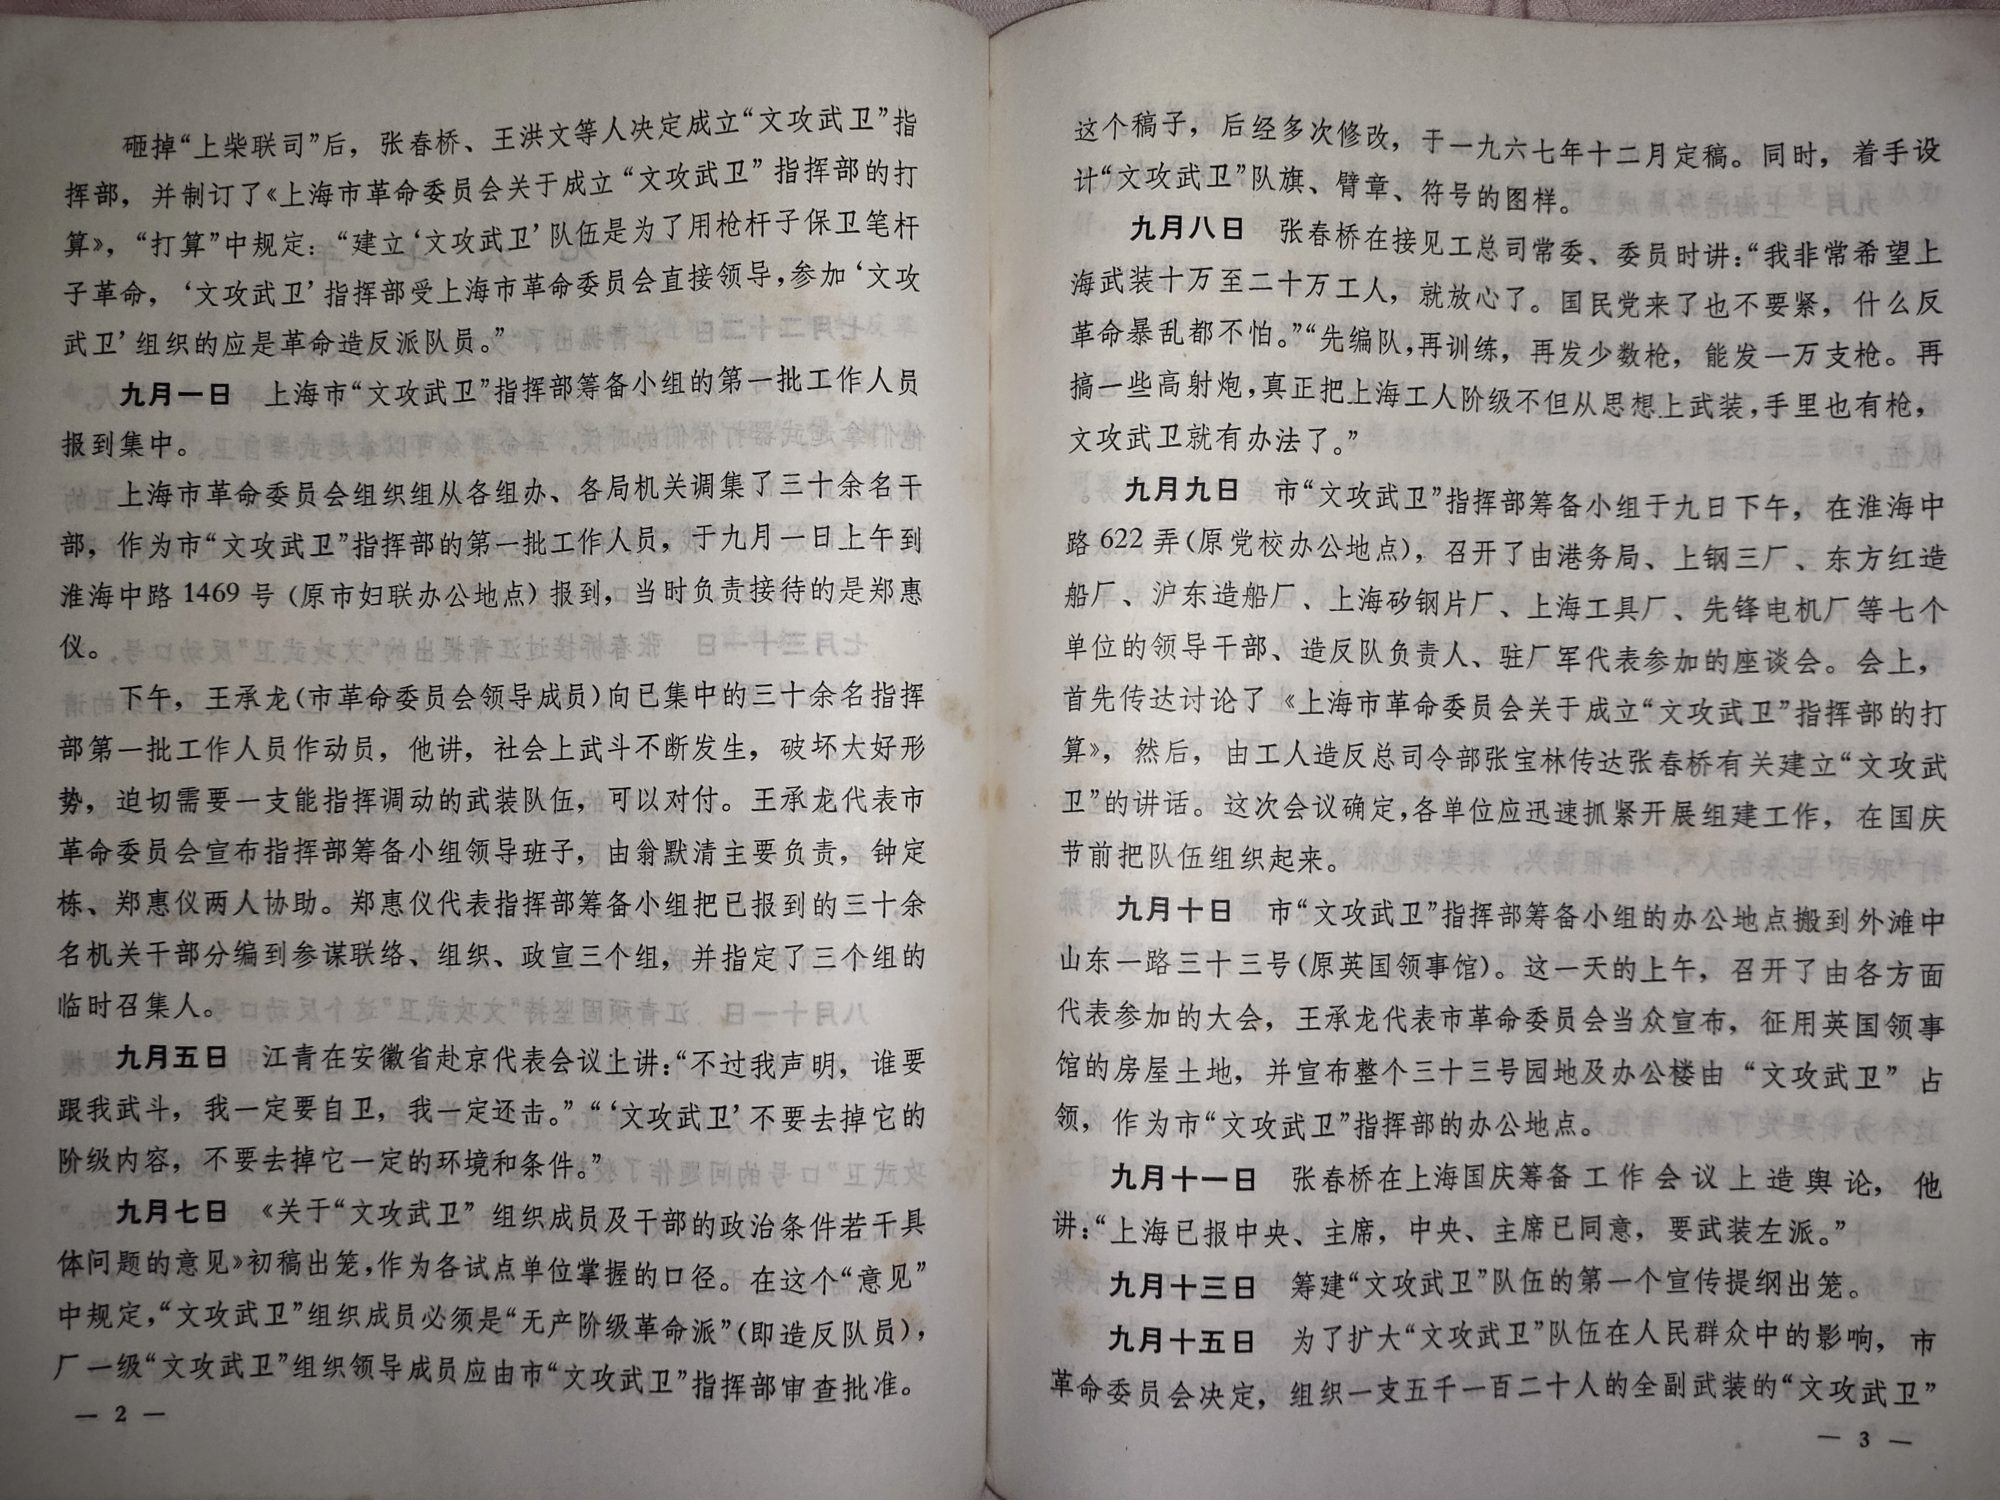 砸掉“上柴联司”后，张春桥、王洪文等人决定成立“文攻武卫”指
挥部，并制订了《上海市革命委员会关于成立“文攻武卫”指挥部的打
算》，“打算”中规定：“建立‘文攻武卫’队伍是为了用枪杆子保卫笔杆
子革命，‘文攻武卫’指挥部受上海市革命委员会直接领导，参加‘文攻
武卫’组织的应是革命造反派队员。”
九月一日　上海市“文攻武卫”指挥部筹备小组的第一批工作人员
报到集中。
上海市革命委员会组织组从各组办、各局机关调集了三十余名干
部，作为市“文攻武卫”指挥部的第一批工作人员，于九月一日上午到
淮海中路1469号（原市妇联办公地点）报到，当时负责接待的是郑惠
仪。
下午，王承龙（市革命委员会领导成员）向已集中的三十余名指挥
部第一批工作人员作动员，他讲，社会上武斗不断发生，破坏大好形
势，迫切需要一支能指挥调动的武装队伍，可以对付。王承龙代表市
革命委员会宣布指挥部筹备小组领导班子，由翁默清主要负责，钟定
栋、郑惠仪两人协助。郑惠仪代表指挥部筹备小组把已报到的三十余
名机关干部分编到参谋联络、组织、政宣三个组，并指定了三个组的
临时召集人。
九月五日　江青在安徽省赴京代表会议上讲：“不过我声明，谁要
跟我武斗，我一定要自卫，我一定还击。”“‘文攻武卫’不要去掉它的
阶级内容，不要去掉它一定的环境和条件。”
九月七日　《关于“文攻武卫”组织成员及干部的政治条件若干具
体问题的意见》初稿出笼，作为各试点单位掌握的口径。在这个“意见”
中规定，“文攻武卫”组织成员必须是“无产阶级革命派”（即造反队员），
厂一级“文攻武卫”组织领导成员应由市“文攻武卫”指挥部审查批准。
— 2 —
这个稿子，后经多次修改，于一九六七年十二月定稿。同时，着手设
计“文攻武卫”队旗、臂章、符号的图样。
九月八日　张春桥在接见工总司常委、委员时讲：“我非常希望上
海武装十万至二十万工人，就放心了。国民党来了也不要紧，什么反
革命暴乱都不怕。”“先编队，再训练，再发少数枪，能发一万支枪。再
搞一些高射炮，真正把上海工人阶级不但从思想上武装，手里也有枪，
文攻武卫就有办法了。”
九月九日　市“文攻武卫”指挥部筹备小组于九日下午，在淮海中
路622弄（原党校办公地点），召开了由港务局、上钢三厂、东方红造
船厂、沪东造船厂、上海矽钢片厂、上海工具厂、先锋电机厂等七个
单位的领导干部、造反队负责人、驻厂军代表参加的座谈会。会上，
首先传达讨论了《上海市革命委员会关于成立“文攻武卫”指挥部的打
算》，然后，由工人造反总司令部张宝林传达张春桥有关建立“文攻武
卫”的讲话。这次会议确定，各单位应迅速抓紧开展组建工作，在国庆
节前把队伍组织起来。
九月十日　市“文攻武卫”指挥部筹备小组的办公地点搬到外滩中
山东一路三十三号（原英国领事馆）。这一天的上午，召开了由各方面
代表参加的大会，王承龙代表市革命委员会当众宣布，征用英国领事
馆的房屋土地，并宣布整个三十三号园地及办公楼由“文攻武卫”占
领，作为市“文攻武卫”指挥部的办公地点。
九月十一日　张春桥在上海国庆筹备工作会议上造舆论，他
讲：“上海已报中央、主席，中央、主席已同意，要武装左派。”
九月十三日　筹建“文攻武卫”队伍的第一个宣传提纲出笼。
九月十五日　为了扩大“文攻武卫”队伍在人民群众中的影响，市
革命委员会决定，组织一支五千一百二十人的全副武装的“文攻武卫”
— 3 —